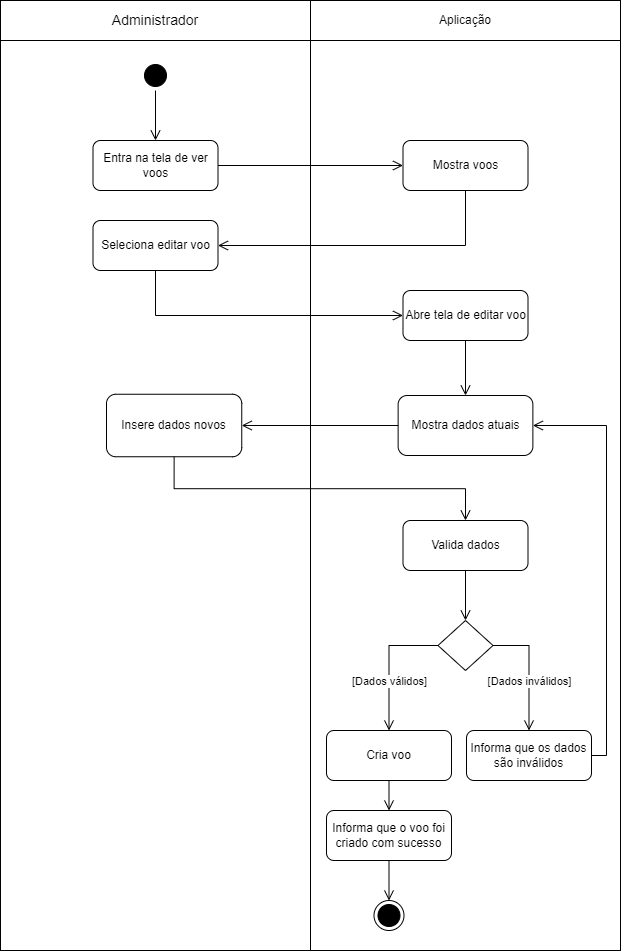 Administrador
Aplicação
Entra na tela de ver
voos
Mostra voos
Seleciona editar voo
Abre tela de editar voo
Insere dados novos
Mostra dados atuais
Valida dados
[Dados válidos]
[Dados inválidos]
Cria voo
Informa que os dados
são inválidos
Informa que o voo foi
criado com sucesso